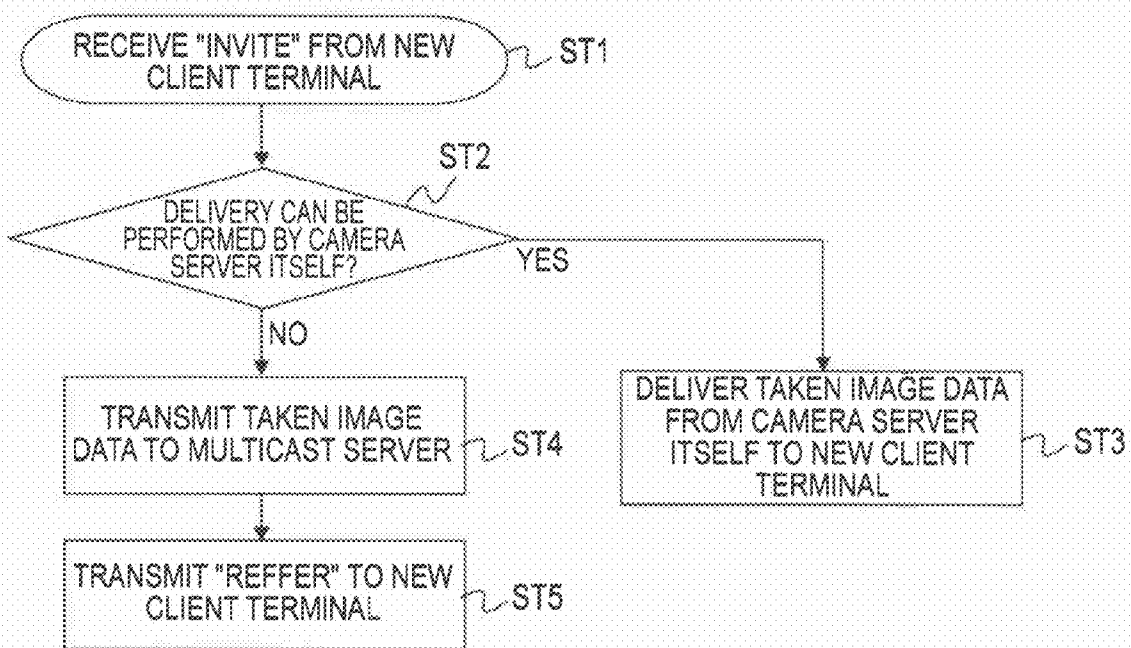 RECEIVE "INVITE" FROM NEW
CLIENT TERMINAL
ST1
ST2
DELIVERY CAN BE
PERFORMED BY CAMERA
SERVER ITSELF?
YES
NO
TRANSMIT TAKEN IMAGE
DATA TO MULTICAST SERVER
ST4
DELIVER TAKEN IMAGE DATA
FROM CAMERA SERVER
ITSELF TO NEW CLIENT
TERMINAL
ST3
TRANSMIT "REFFER" TO NEW
CLIENT TERMINAL
ST5